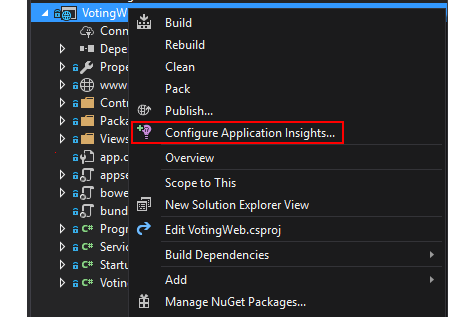 VotingW
Conn
Depe
Prope
www
Contr
Packa
Views
app.c
appse
bowe
bund
C# Progr
C# Servic
C# Startu
C# Votin
Build
Rebuild
Clean
Pack
Publish...
Configure Application Insights...
Overview
Scope to This
New Solution Explorer View
Edit VotingWeb.csproj
Build Dependencies
Add
Manage NuGet Packages...